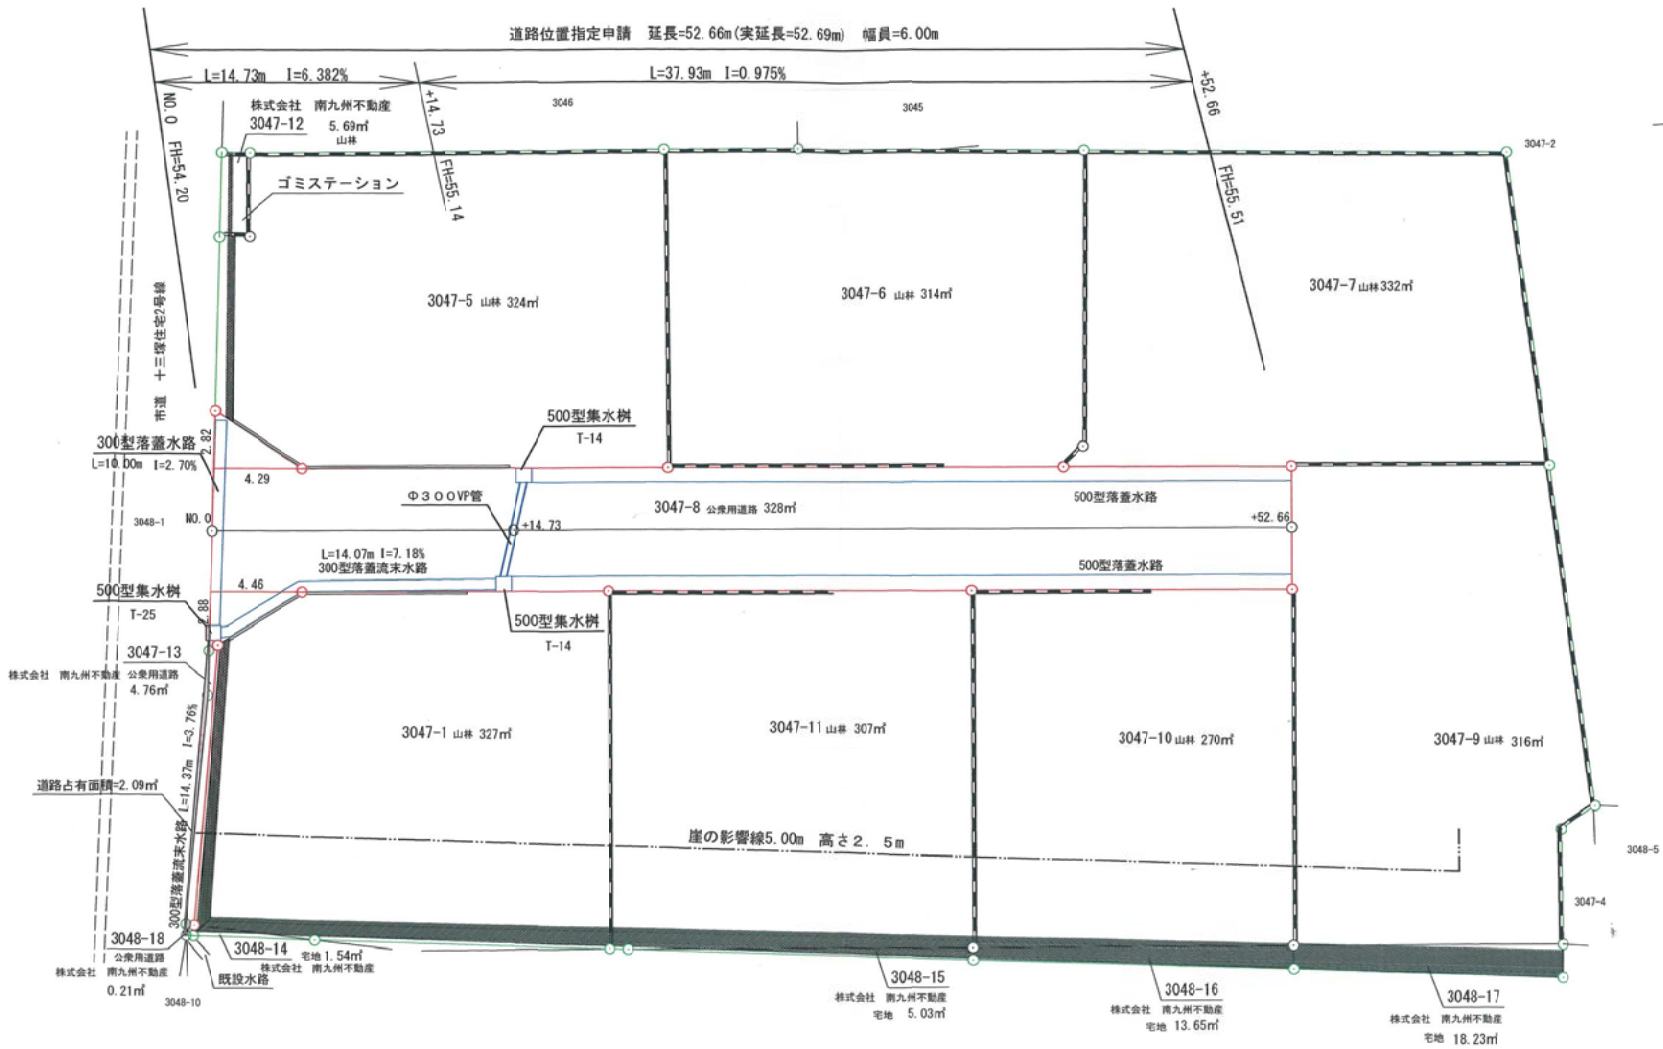 道路位置指定申請 延長=52.66m(実延長=52.69m) 幅員=6.00m
L=14.73m I=6.382%
L=37.93m I=0.975%
NO.0 FH=54.20
+14.73 FH=55.14
+52.66 FH=55.51
株式会社 南九州不動産
3047-12 5.69㎡
山林
3046
3045
3047-2
ゴミステーション
3047-5 山林 324㎡
3047-6 山林 314㎡
3047-7 山林332㎡
市道 十三塚住宅2号線
300型落蓋水路
L=10.00m I=2.70%
2.82
4.29
500型集水桝
T-14
Φ300VP管
3047-8 公衆用道路 328㎡
500型落蓋水路
3048-1
NO.0
+14.73
+52.66
L=14.07m I=7.18%
300型落蓋流末水路
500型落蓋水路
4.46
500型集水桝
T-25
.88
500型集水桝
T-14
3047-13
株式会社 南九州不動産 公衆用道路
4.76㎡
3047-1 山林 327㎡
3047-11 山林 307㎡
3047-10 山林 270㎡
3047-9 山林 316㎡
道路占有面積=2.09㎡
300型落蓋流末水路 L=14.37m I=3.76%
崖の影響線5.00m 高さ2.5m
3048-5
3047-4
3048-18
公衆用道路
株式会社 南九州不動産
0.21㎡
3048-14 宅地 1.54㎡
株式会社 南九州不動産
既設水路
3048-10
3048-15
株式会社 南九州不動産
宅地 5.03㎡
3048-16
株式会社 南九州不動産
宅地 13.65㎡
3048-17
株式会社 南九州不動産
宅地 18.23㎡